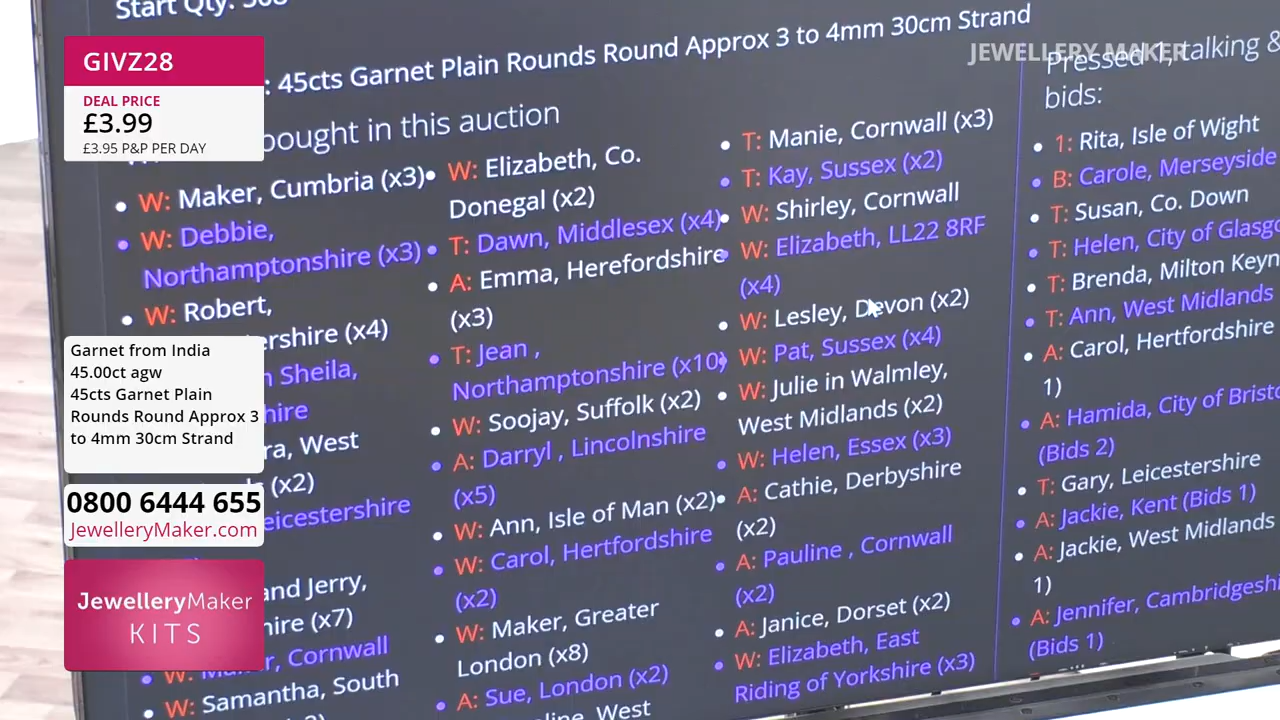 Start Qty:
: 45cts Garnet Plain Rounds Round Approx 3 to 4mm 30cm Strand
bought in this auction
W: Maker, Cumbria (x3)
W: Debbie,
Northamptonshire (x3)
W: Robert,
ershire (x4)
Sheila,
hire
ra, West
(x2)
eicestershire
and Jerry,
hire (x7)
W: Maker, Cornwall
W: Samantha, South
W: Elizabeth, Co.
Donegal (x2)
T: Dawn, Middlesex (x4)
A: Emma, Herefordshire
(x3)
T: Jean ,
Northamptonshire (x10)
W: Soojay, Suffolk (x2)
A: Darryl , Lincolnshire
(x5)
W: Ann, Isle of Man (x2)
W: Carol, Hertfordshire
(x2)
W: Maker, Greater
London (x8)
A: Sue, London (x2)
West
T: Manie, Cornwall (x3)
T: Kay, Sussex (x2)
W: Shirley, Cornwall
W: Elizabeth, LL22 8RF
(x4)
W: Lesley, Devon (x2)
W: Pat, Sussex (x4)
W: Julie in Walmley,
West Midlands (x2)
W: Helen, Essex (x3)
A: Cathie, Derbyshire
(x2)
A: Pauline , Cornwall
(x2)
A: Janice, Dorset (x2)
W: Elizabeth, East
Riding of Yorkshire (x3)
Pressed 1, talking &
bids:
1: Rita, Isle of Wight
B: Carole, Merseyside
T: Susan, Co. Down
T: Helen, City of Glasgo
T: Brenda, Milton Keyn
T: Ann, West Midlands
A: Carol, Hertfordshire
1)
A: Hamida, City of Bristo
(Bids 2)
T: Gary, Leicestershire
A: Jackie, Kent (Bids 1)
A: Jackie, West Midlands
1)
A: Jennifer, Cambridgeshi
(Bids 1)
JEWELLERY MAKER
GIVZ28
DEAL PRICE
£3.99
£3.95 P&P PER DAY
Garnet from India
45.00ct agw
45cts Garnet Plain
Rounds Round Approx 3
to 4mm 30cm Strand
0800 6444 655
JewelleryMaker.com
JewelleryMaker
KITS